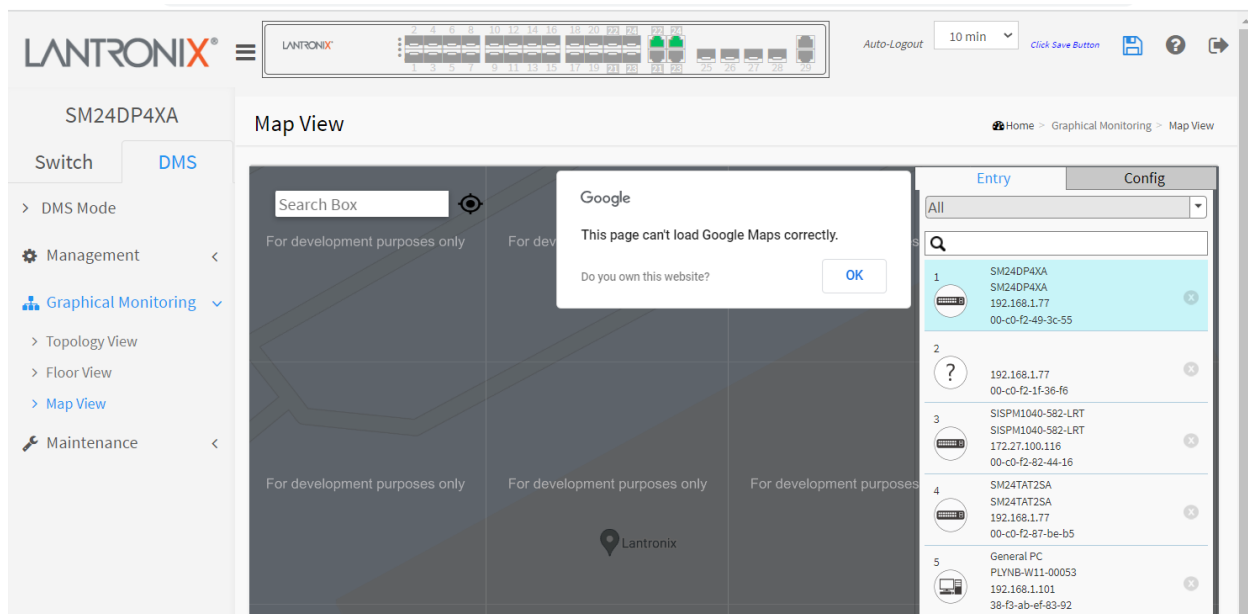 LANTRONIX®
LANTRONIX
2 4 6 8 10 12 14 16 18 20 22 24 22 24
1 3 5 7 9 11 13 15 17 19 21 23 21 23 25 26 27 28 29
Auto-Logout
10 min
Click Save Button
SM24DP4XA
Switch
DMS
> DMS Mode
Management
Graphical Monitoring
> Topology View
> Floor View
> Map View
Maintenance
Map View
Home > Graphical Monitoring > Map View
Search Box
For development purposes only
For dev
s
Google
This page can't load Google Maps correctly.
Do you own this website?
OK
For development purposes only
For development purposes only
For development purposes
Lantronix
Entry
Config
All
1
SM24DP4XA
SM24DP4XA
192.168.1.77
00-c0-f2-49-3c-55
2
?
192.168.1.77
00-c0-f2-1f-36-f6
3
SISPM1040-582-LRT
SISPM1040-582-LRT
172.27.100.116
00-c0-f2-82-44-16
4
SM24TAT2SA
SM24TAT2SA
192.168.1.77
00-c0-f2-87-be-b5
5
General PC
PLYNB-W11-00053
192.168.1.101
38-f3-ab-ef-83-92